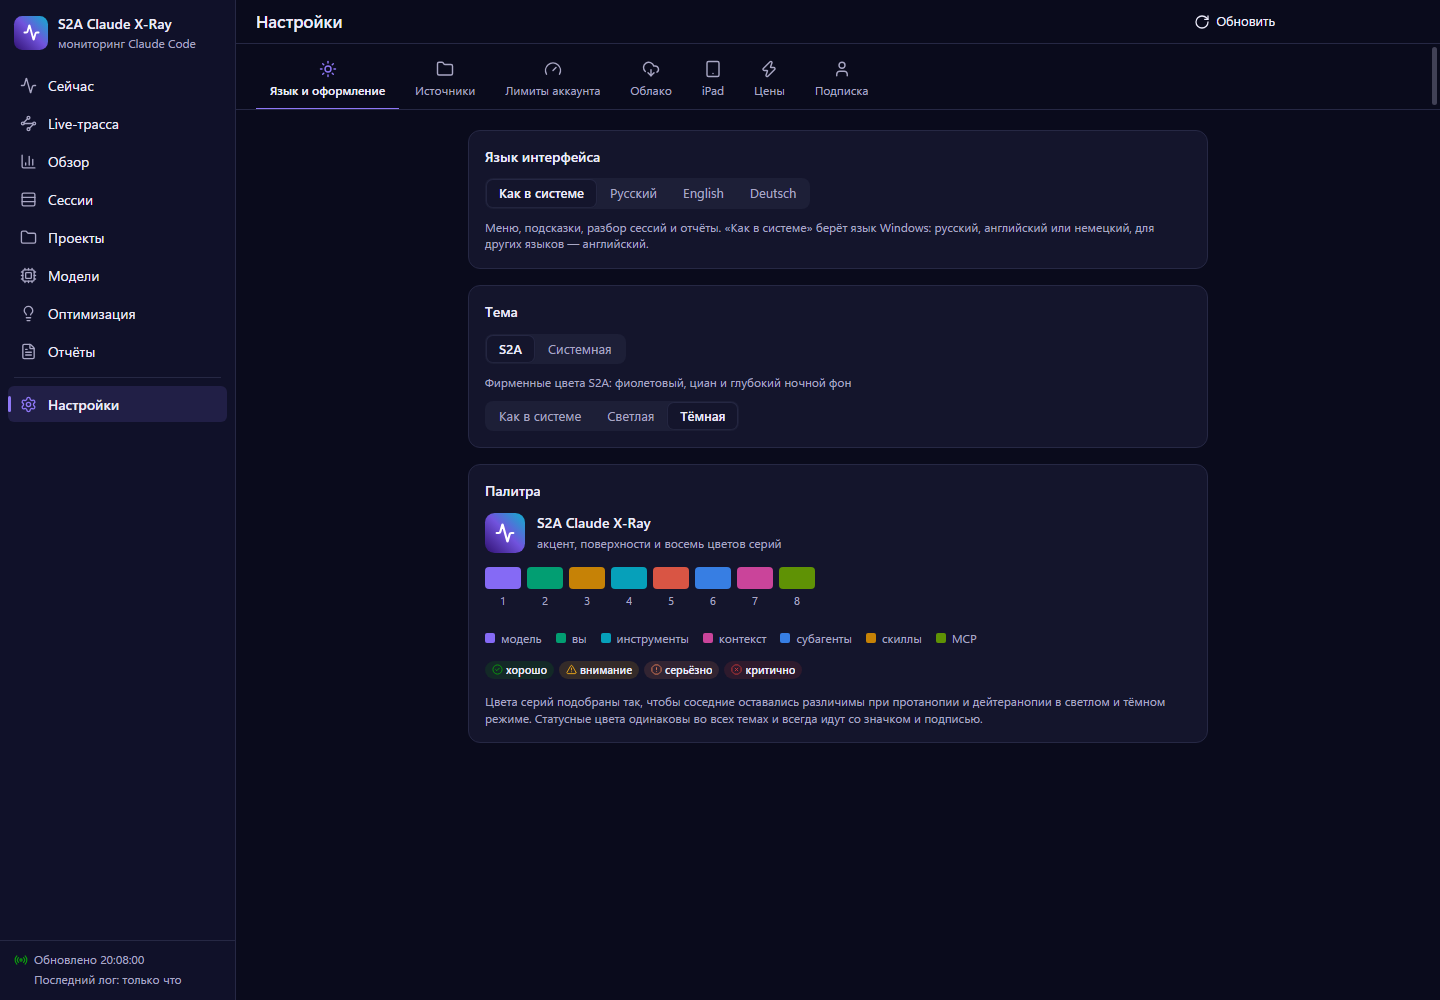 S2A Claude X-Ray
мониторинг Claude Code
Сейчас
Live-трасса
Обзор
Сессии
Проекты
Модели
Оптимизация
Отчёты
Настройки
Обновлено 20:08:00
Последний лог: только что
Настройки
Обновить
Язык и оформление
Источники
Лимиты аккаунта
Облако
iPad
Цены
Подписка
Язык интерфейса
Как в системе Русский English Deutsch
Меню, подсказки, разбор сессий и отчёты. «Как в системе» берёт язык Windows: русский, английский или немецкий, для
других языков — английский.
Тема
S2A Системная
Фирменные цвета S2A: фиолетовый, циан и глубокий ночной фон
Как в системе Светлая Тёмная
Палитра
S2A Claude X-Ray
акцент, поверхности и восемь цветов серий
1 2 3 4 5 6 7 8
модель вы инструменты контекст субагенты скиллы MCP
хорошо внимание серьёзно критично
Цвета серий подобраны так, чтобы соседние оставались различимы при протанопии и дейтеранопии в светлом и тёмном
режиме. Статусные цвета одинаковы во всех темах и всегда идут со значком и подписью.